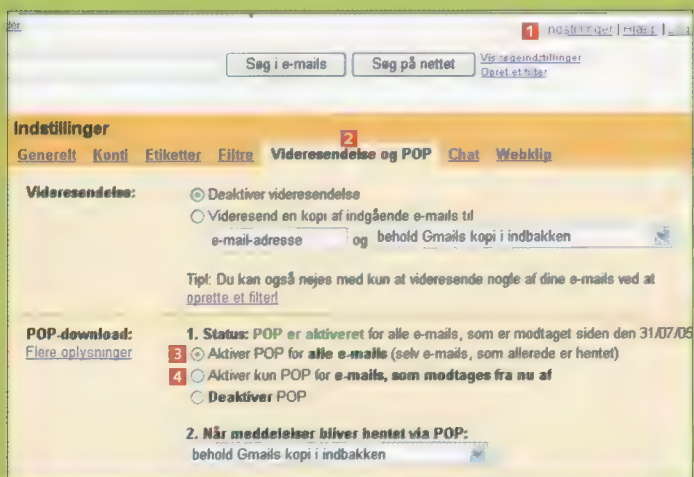 1 Indstillinger | Hjælp |
Søg i e-mails Søg på nettet Vis søgeindstillinger
Opret et filter
Indstillinger
2
Generelt Konti Etiketter Filtre Videresendelse og POP Chat Webklip
Videresendelse: Deaktiver videresendelse
Videresend en kopi af indgående e-mails til
e-mail-adresse og behold Gmails kopi i indbakken
Tip!: Du kan også nøjes med kun at videresende nogle af dine e-mails ved at
oprette et filter!
POP-download: 1. Status: POP er aktiveret for alle e-mails, som er modtaget siden den 31/07/05
Flere oplysninger 3 Aktiver POP for alle e-mails (selv e-mails, som allerede er hentet)
4 Aktiver kun POP for e-mails, som modtages fra nu af
Deaktiver POP
2. Når meddelelser bliver hentet via POP:
behold Gmails kopi i indbakken